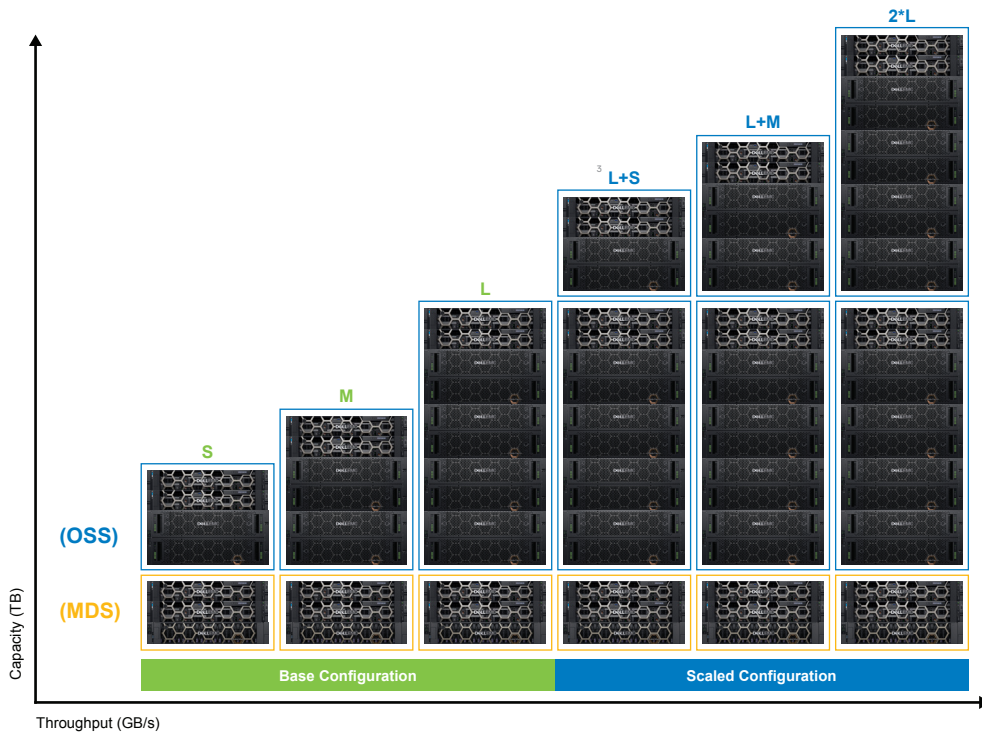 2*L
L+M
3
L+S
L
M
S
(OSS)
(MDS)
Capacity (TB)
Base Configuration
Scaled Configuration
Throughput (GB/s)